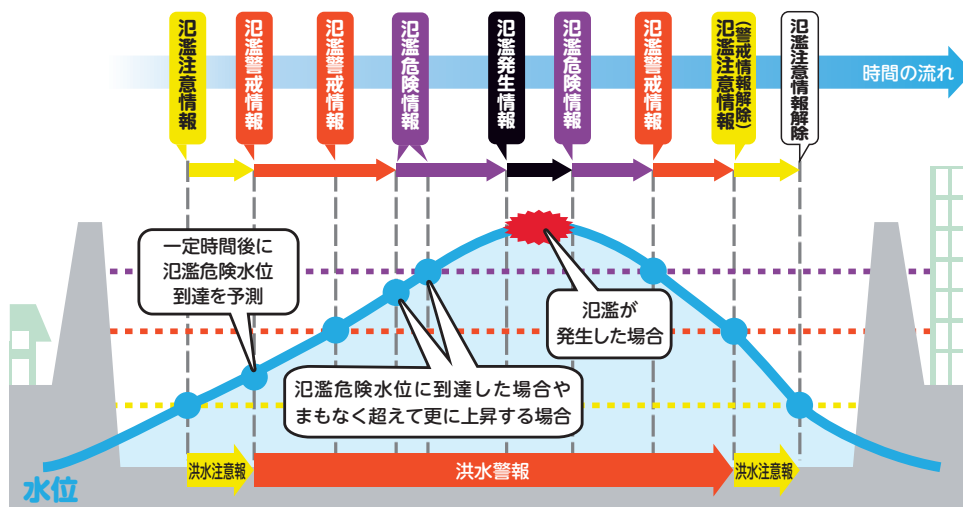 氾濫注意情報
氾濫警戒情報
氾濫警戒情報
氾濫危険情報
氾濫発生情報
氾濫危険情報
氾濫警戒情報
(警戒情報解除)
氾濫注意情報
氾濫注意情報解除
時間の流れ
一定時間後に
氾濫危険水位
到達を予測
氾濫が
発生した場合
氾濫危険水位に到達した場合や
まもなく超えて更に上昇する場合
洪水注意報
洪水警報
洪水注意報
水位